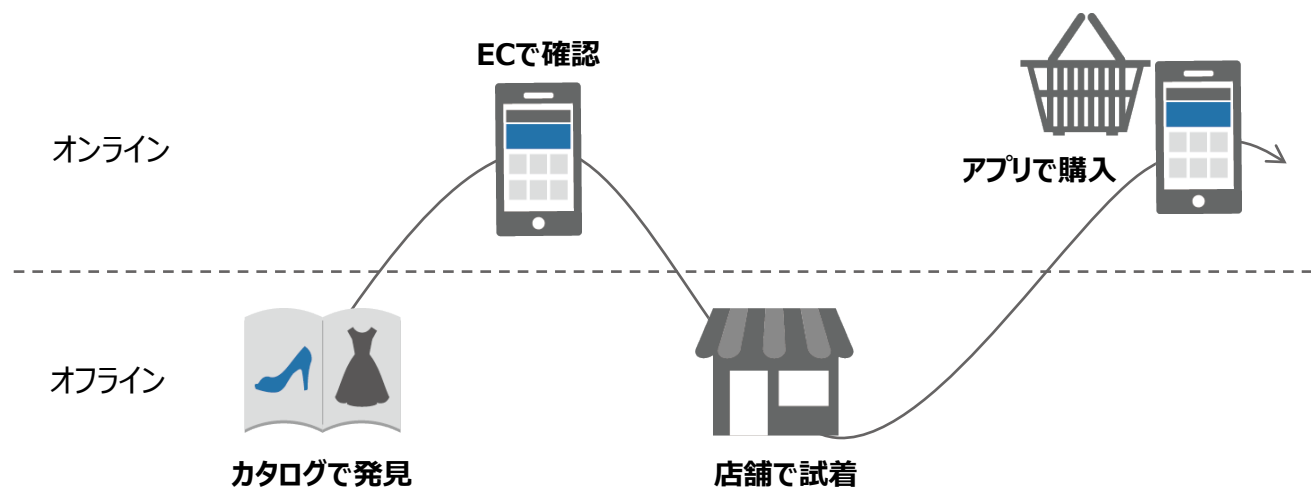 ECで確認
オンライン
アプリで購入
オフライン
カタログで発見
店舗で試着